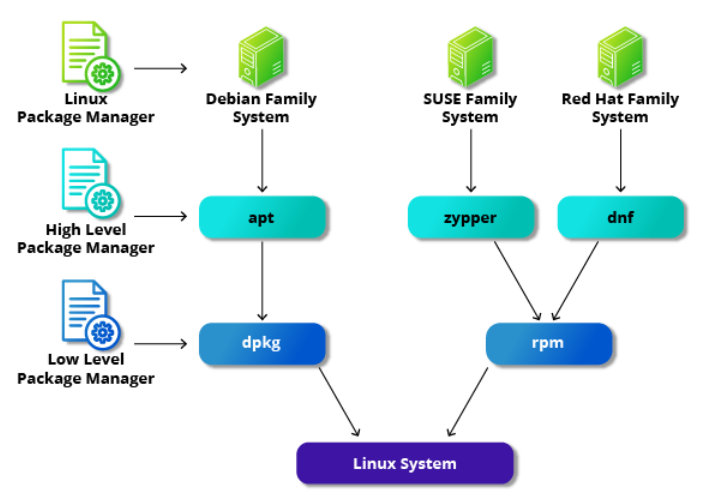 Linux
Package Manager
Debian Family
System
SUSE Family
System
Red Hat Family
System
High Level
Package Manager
apt
zypper
dnf
Low Level
Package Manager
dpkg
rpm
Linux System